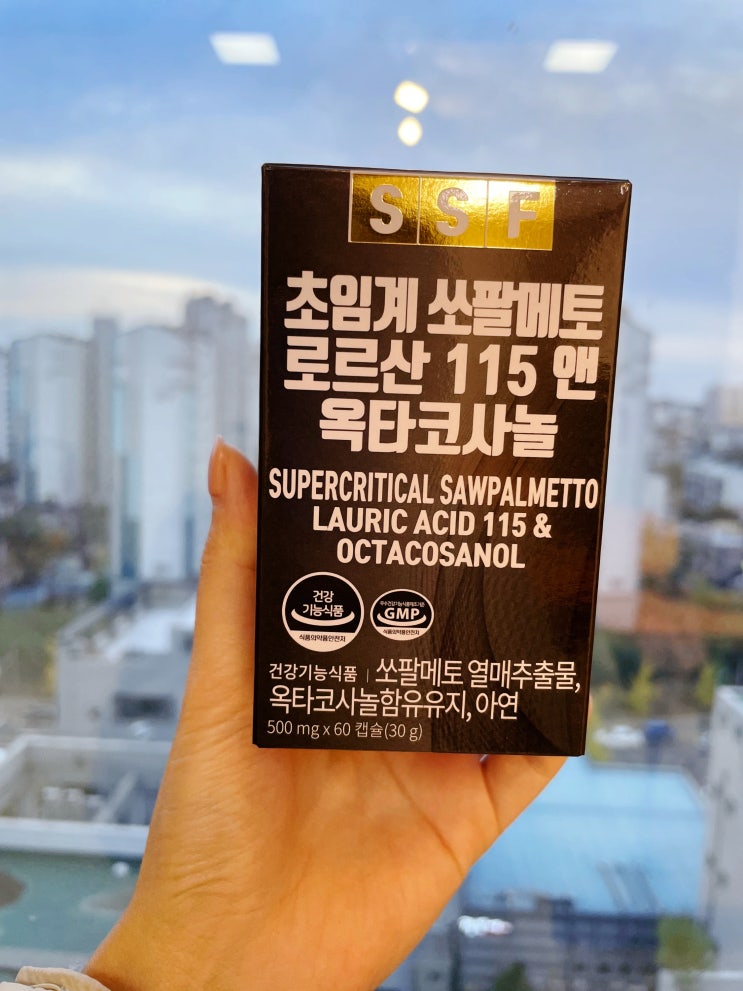 SSF
초임계 쏘팔메토
로르산 115 앤
옥타코사놀
SUPERCRITICAL SAWPALMETTO
LAURIC ACID 115 &
OCTACOSANOL
건강
기능식품
식품의약품안전처
우수건강기능식품제조기준
GMP
식품의약품안전처
건강기능식품 | 쏘팔메토 열매추출물,
옥타코사놀함유유지, 아연
500 mg x 60 캡슐(30 g)